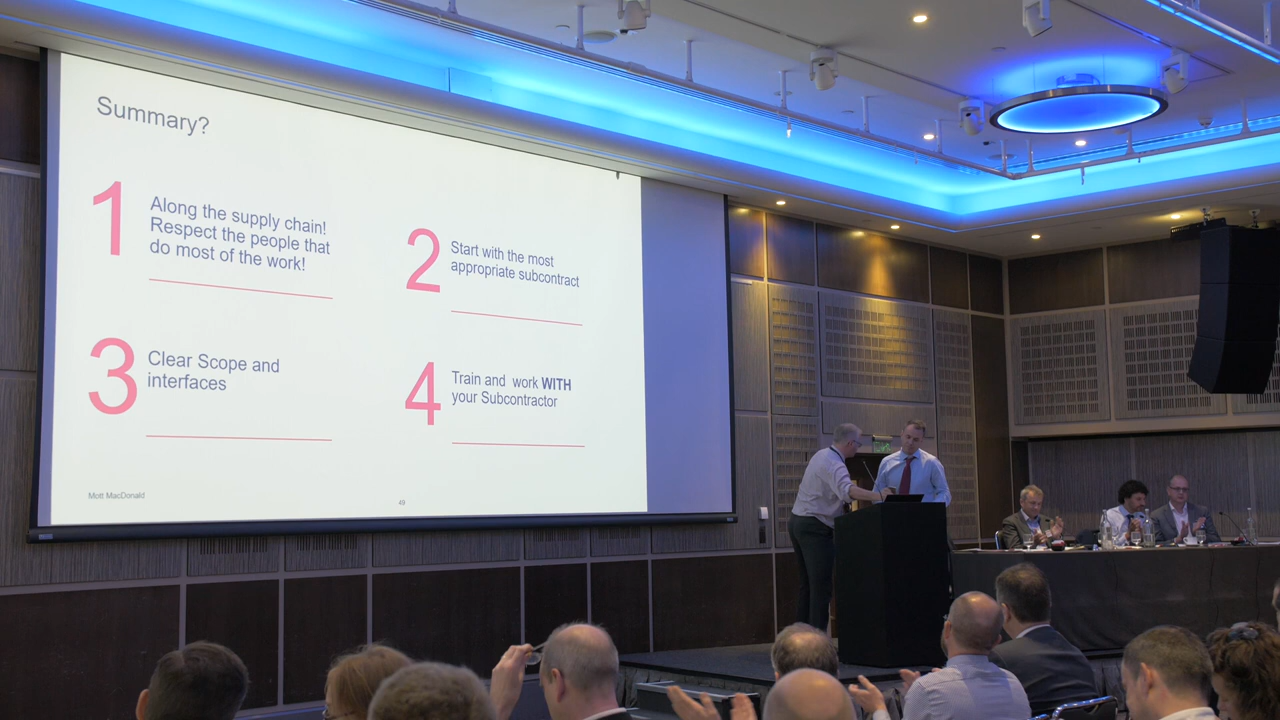 Summary?
1
Along the supply chain!
Respect the people that
do most of the work!
2
Start with the most
appropriate subcontract
3
Clear Scope and
interfaces
4
Train and work WITH
your Subcontractor
Mott MacDonald
49